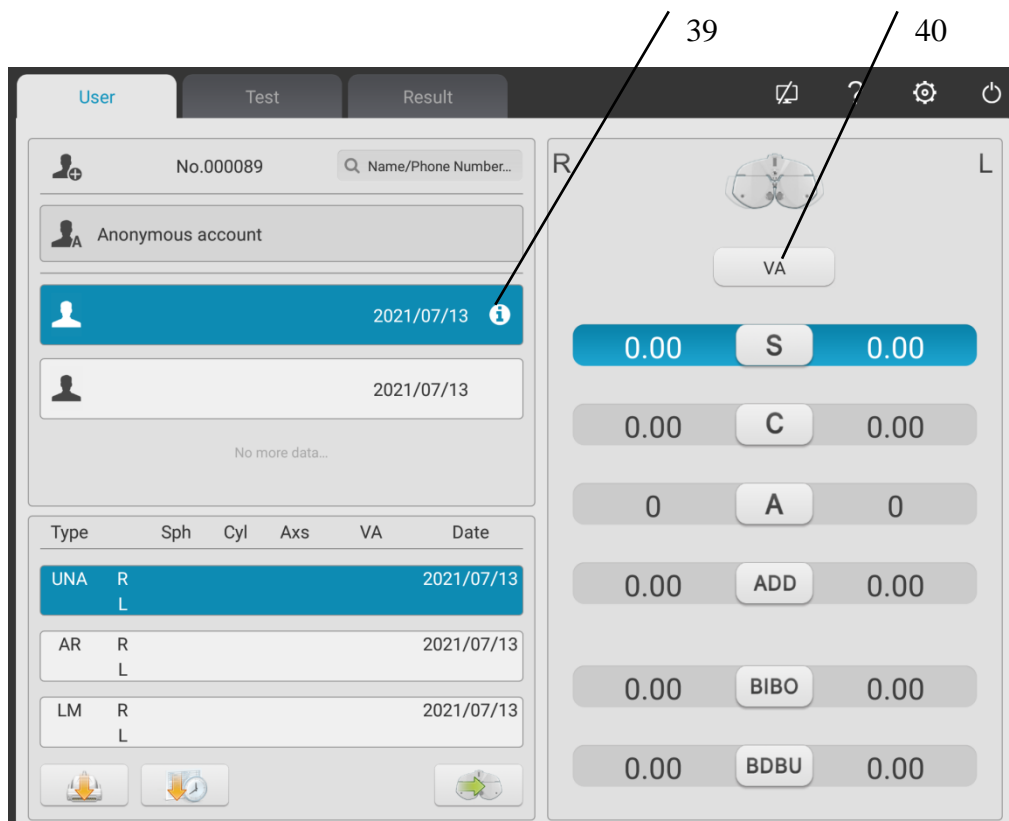 39 40
User Test Result ?
No.000089 Name/Phone Number...
A Anonymous account
2021/07/13 i
2021/07/13
No more data...
Type Sph Cyl Axs VA Date
UNA R 2021/07/13
L
AR R 2021/07/13
L
LM R 2021/07/13
L
R L
VA
0.00 S 0.00
0.00 C 0.00
0 A 0
0.00 ADD 0.00
0.00 BIBO 0.00
0.00 BDBU 0.00